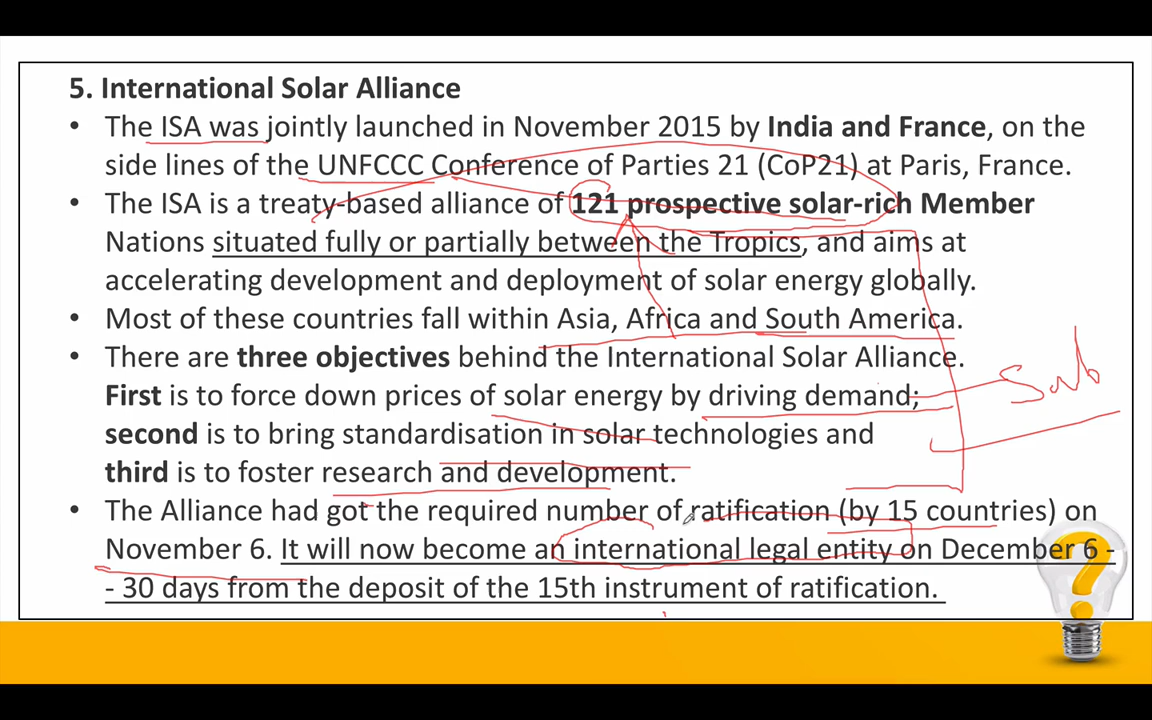 5. International Solar Alliance
• The ISA was jointly launched in November 2015 by India and France, on the
side lines of the UNFCCC Conference of Parties 21 (CoP21) at Paris, France.
• The ISA is a treaty-based alliance of 121 prospective solar-rich Member
Nations situated fully or partially between the Tropics, and aims at
accelerating development and deployment of solar energy globally.
• Most of these countries fall within Asia, Africa and South America.
• There are three objectives behind the International Solar Alliance.
First is to force down prices of solar energy by driving demand;
second is to bring standardisation in solar technologies and
third is to foster research and development.
• The Alliance had got the required number of ratification (by 15 countries) on
November 6. It will now become an international legal entity on December 6 -
- 30 days from the deposit of the 15th instrument of ratification.